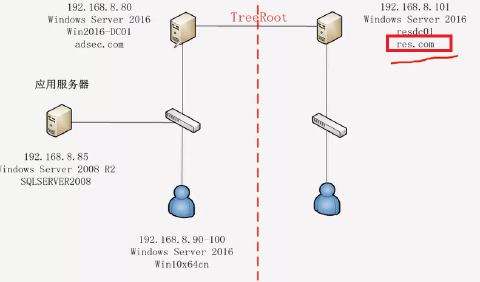 192.168.8.80
Windows Server 2016
Win2016-DC01
adsec.com
TreeRoot
192.168.8.101
Windows Server 2016
resdc01
res.com
应用服务器
192.168.8.85
Windows Server 2008 R2
SQLSERVER2008
192.168.8.90-100
Windows Server 2016
Win10x64cn